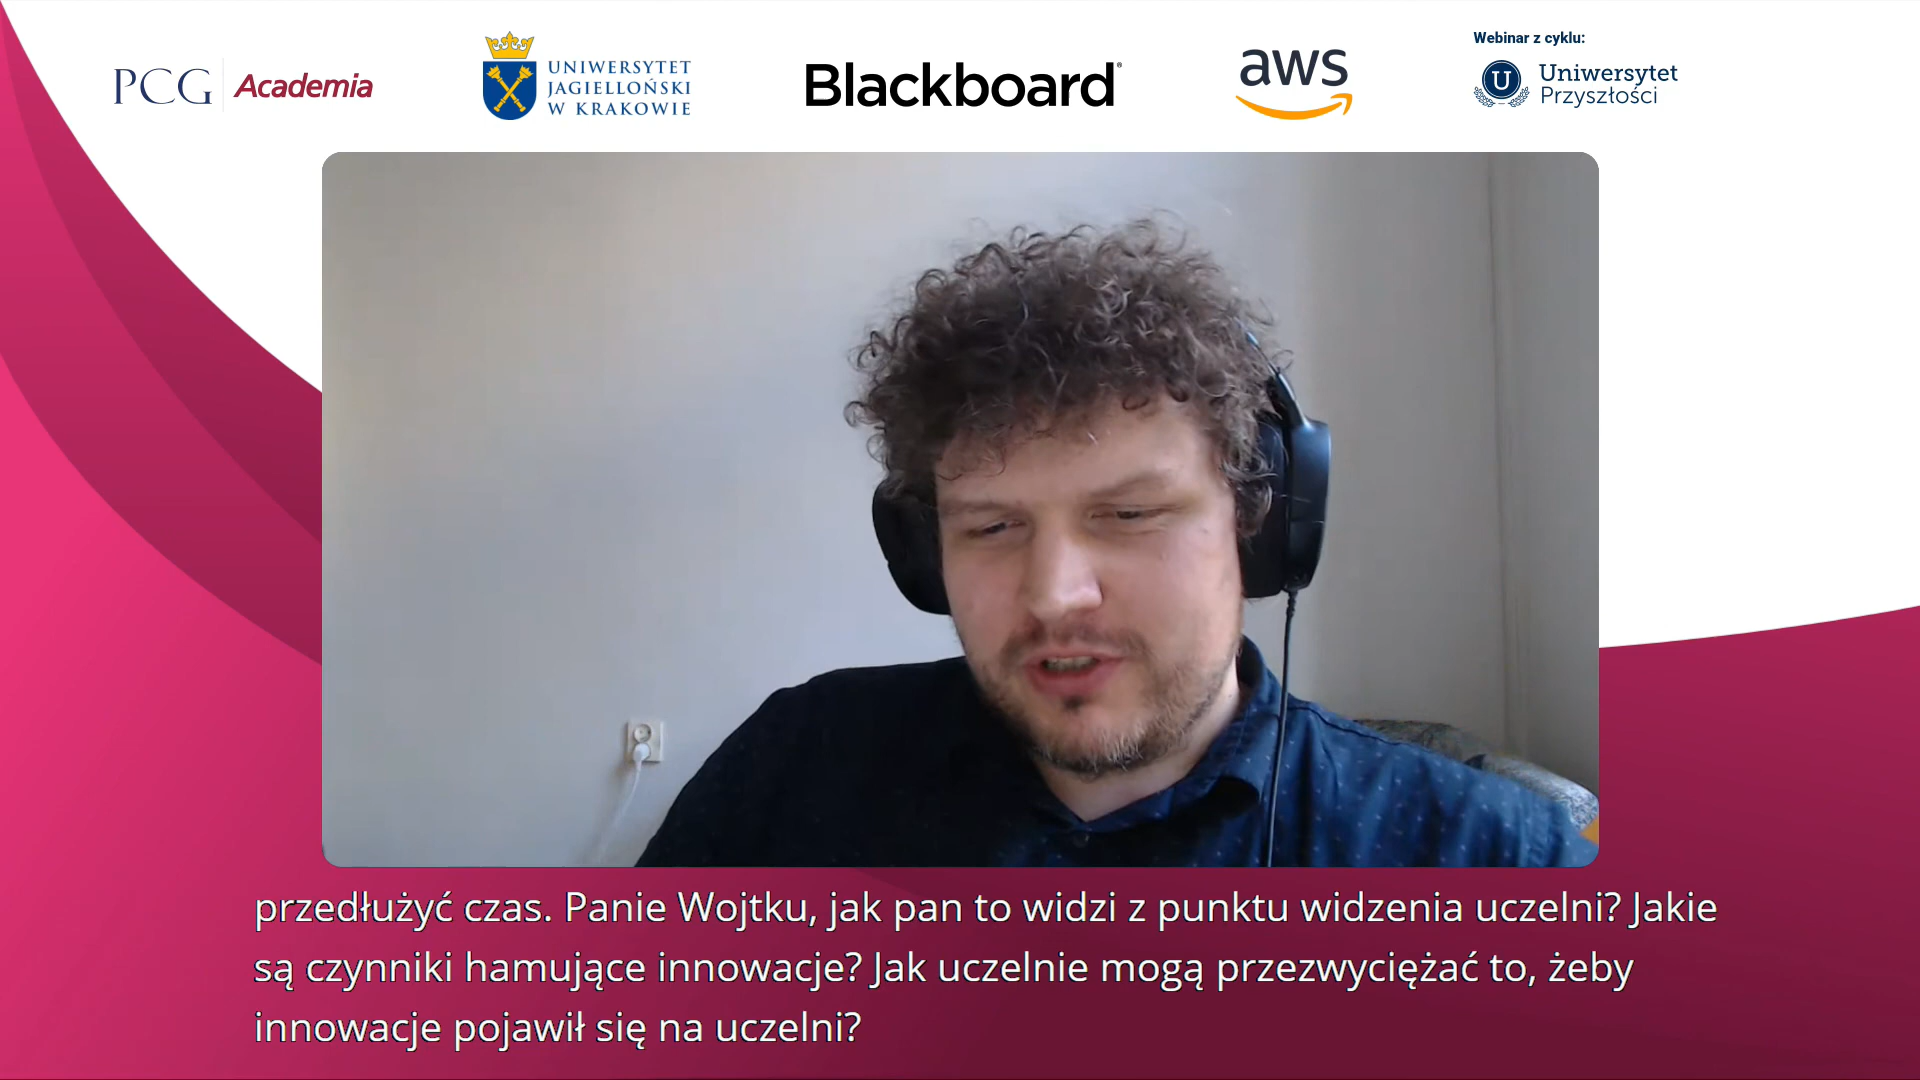 Webinar z cyklu:
PCG Academia
UNIWERSYTET
JAGIELLOŃSKI
W KRAKOWIE
Blackboard
aws
U Uniwersytet
Przyszłości
przedłużyć czas. Panie Wojtku, jak pan to widzi z punktu widzenia uczelni? Jakie
są czynniki hamujące innowacje? Jak uczelnie mogą przezwyciężać to, żeby
innowacje pojawił się na uczelni?